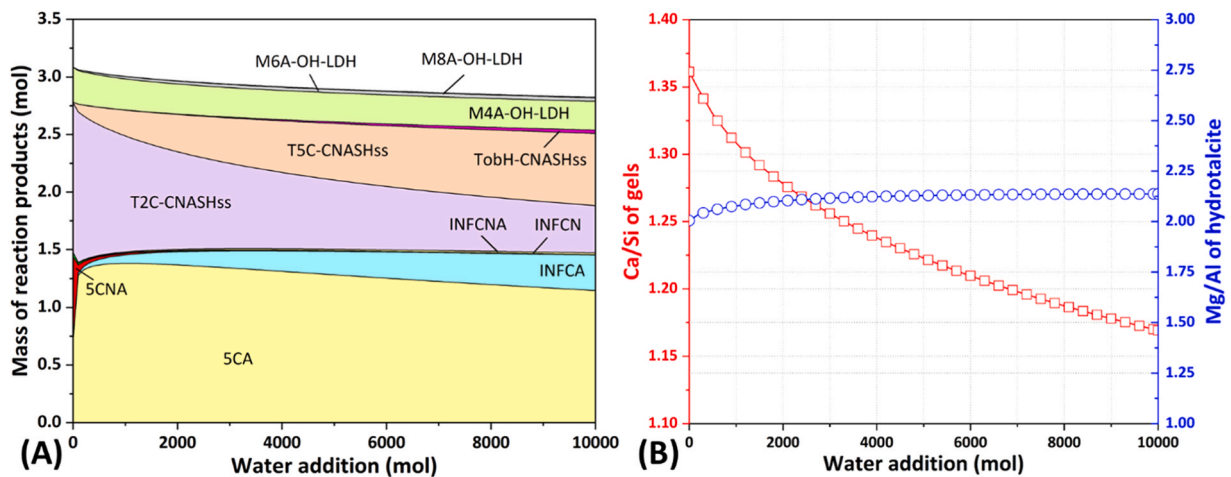 3.5
3.0
2.5
2.0
1.5
1.0
0.5
0.0
Mass of reaction products (mol)
M6A-OH-LDH
M8A-OH-LDH
M4A-OH-LDH
T5C-CNASHss
TobH-CNASHss
T2C-CNASHss
INFCNA
INFCN
INFCA
5CNA
5CA
0 2000 4000 6000 8000 10000
Water addition (mol)
(A)
1.40
1.35
1.30
1.25
1.20
1.15
1.10
Ca/Si of gels
3.00
2.75
2.50
2.25
2.00
1.75
1.50
1.25
1.00
Mg/Al of hydrotalcite
0 2000 4000 6000 8000 10000
Water addition (mol)
(B)